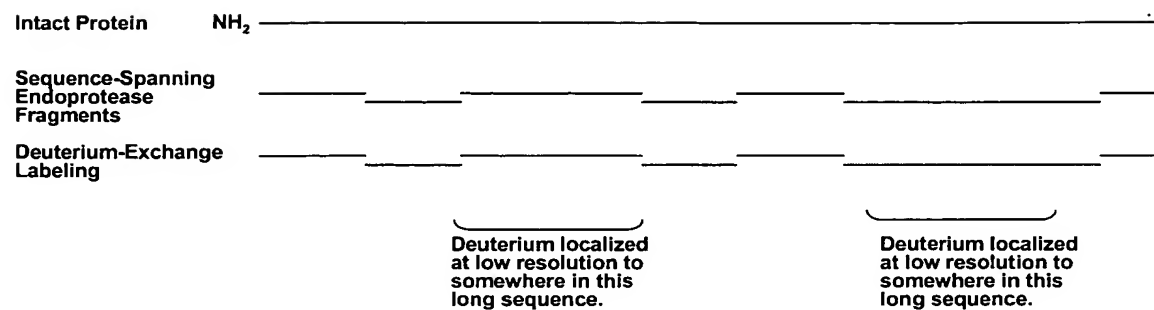 Intact Protein NH2
Sequence-Spanning
Endoprotease
Fragments
Deuterium-Exchange
Labeling
Deuterium localized
at low resolution to
somewhere in this
long sequence.
Deuterium localized
at low resolution to
somewhere in this
long sequence.